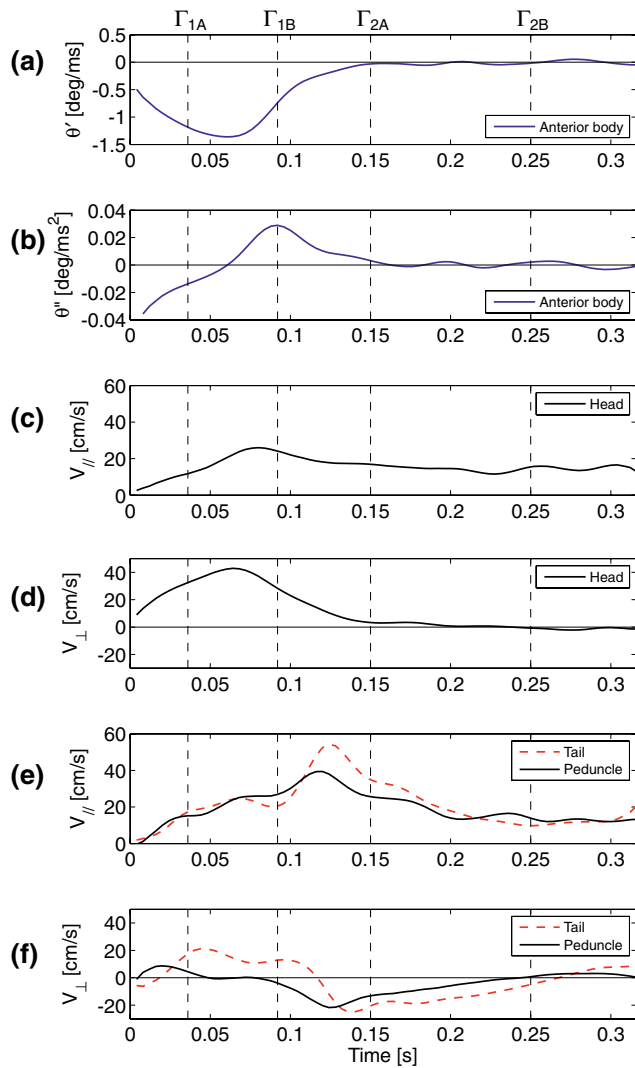 Γ1A Γ1B Γ2A Γ2B
(a)
θ′ [deg/ms]
0.5
0
-0.5
-1
-1.5
Anterior body
0 0.05 0.1 0.15 0.2 0.25 0.3
(b)
θ″ [deg/ms²]
0.04
0.02
0
-0.02
-0.04
Anterior body
0 0.05 0.1 0.15 0.2 0.25 0.3
(c)
V// [cm/s]
60
40
20
0
Head
0 0.05 0.1 0.15 0.2 0.25 0.3
(d)
V⊥ [cm/s]
40
20
0
-20
Head
0 0.05 0.1 0.15 0.2 0.25 0.3
(e)
V// [cm/s]
60
40
20
0
Tail
Peduncle
0 0.05 0.1 0.15 0.2 0.25 0.3
(f)
V⊥ [cm/s]
40
20
0
-20
Tail
Peduncle
0 0.05 0.1 0.15 0.2 0.25 0.3
Time [s]